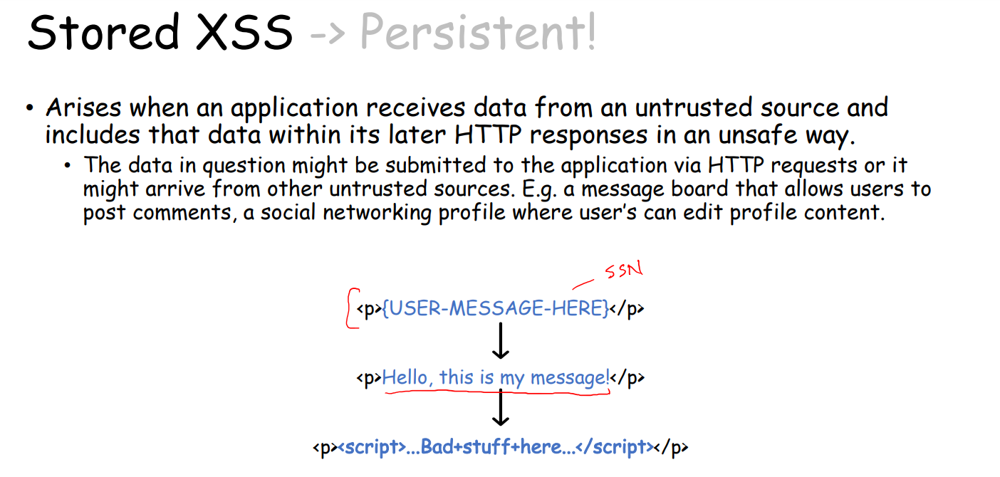 Stored XSS -> Persistent!
• Arises when an application receives data from an untrusted source and
includes that data within its later HTTP responses in an unsafe way.
• The data in question might be submitted to the application via HTTP requests or it
might arrive from other untrusted sources. E.g. a message board that allows users to
post comments, a social networking profile where user's can edit profile content.
SSN
<p>{USER-MESSAGE-HERE}</p>
<p>Hello, this is my message!</p>
<p><script>...Bad+stuff+here...</script></p>